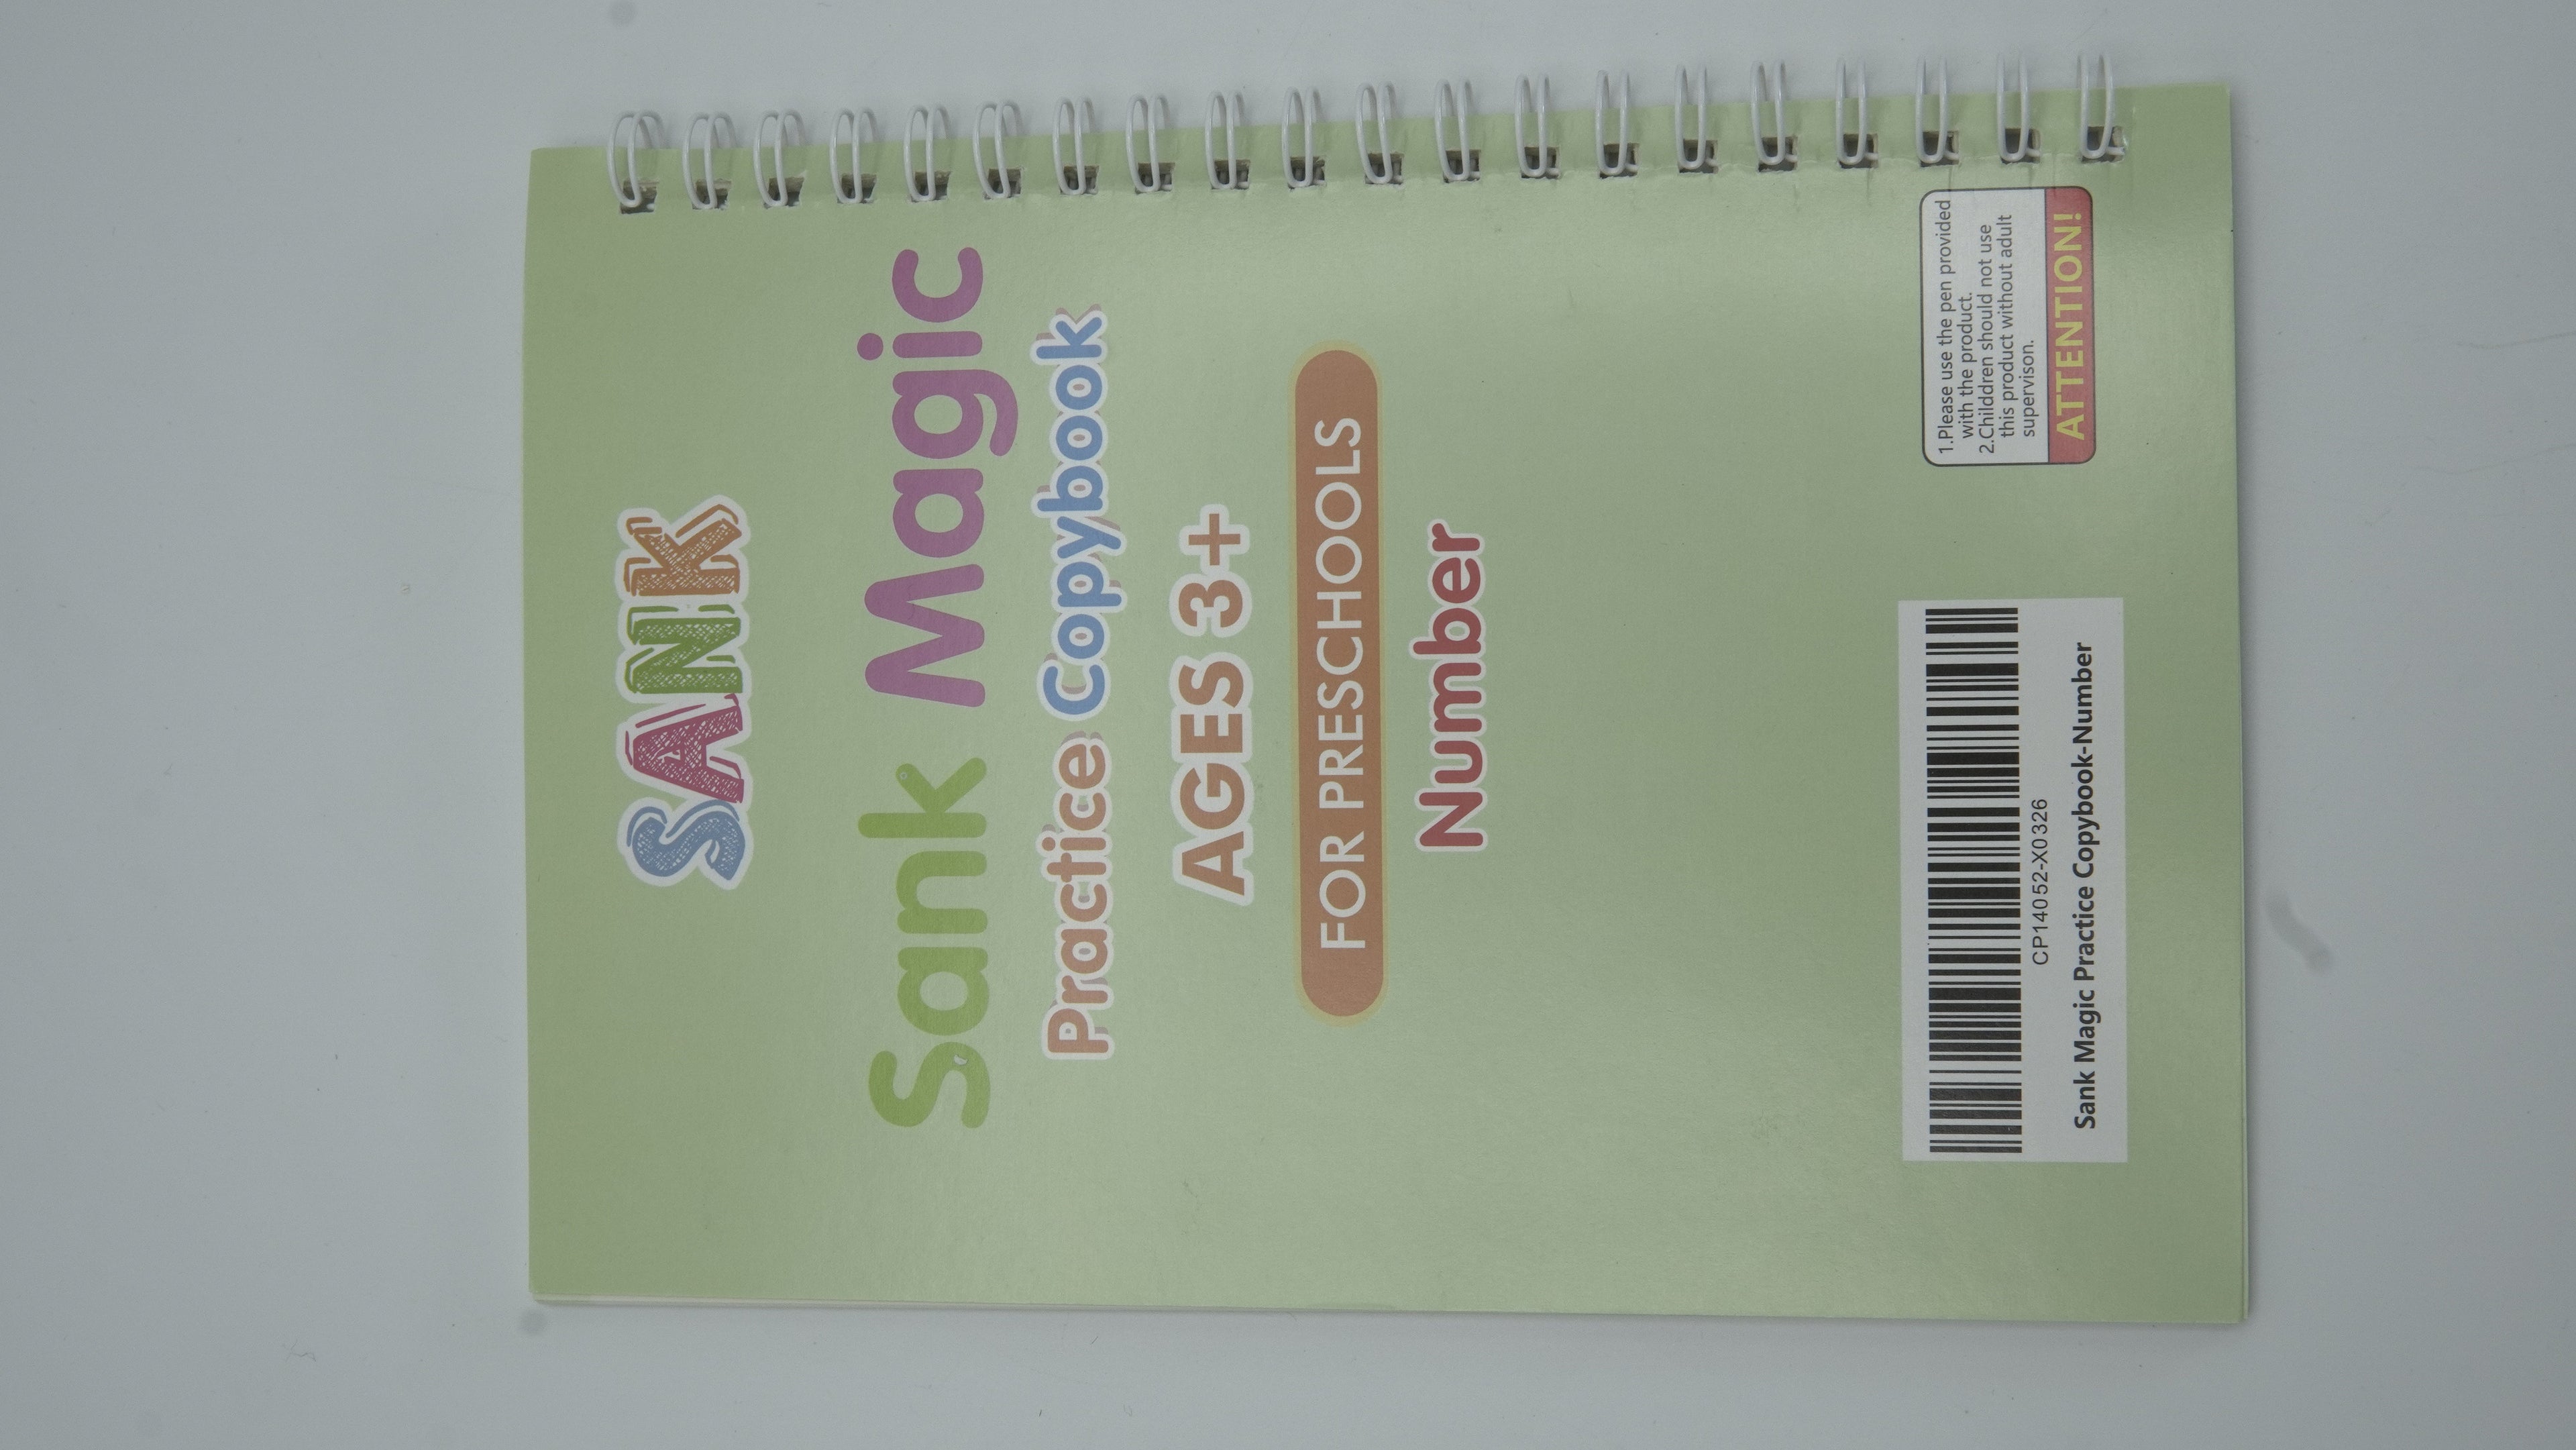 SANK
Sank Magic
Practice Copybook
AGES 3+
FOR PRESCHOOLS
Number
CP14052-X0326
Sank Magic Practice Copybook-Number
1.Please use the pen provided
with the product.
2.Childdren should not use
this product without adult
supervison.
ATTENTION!